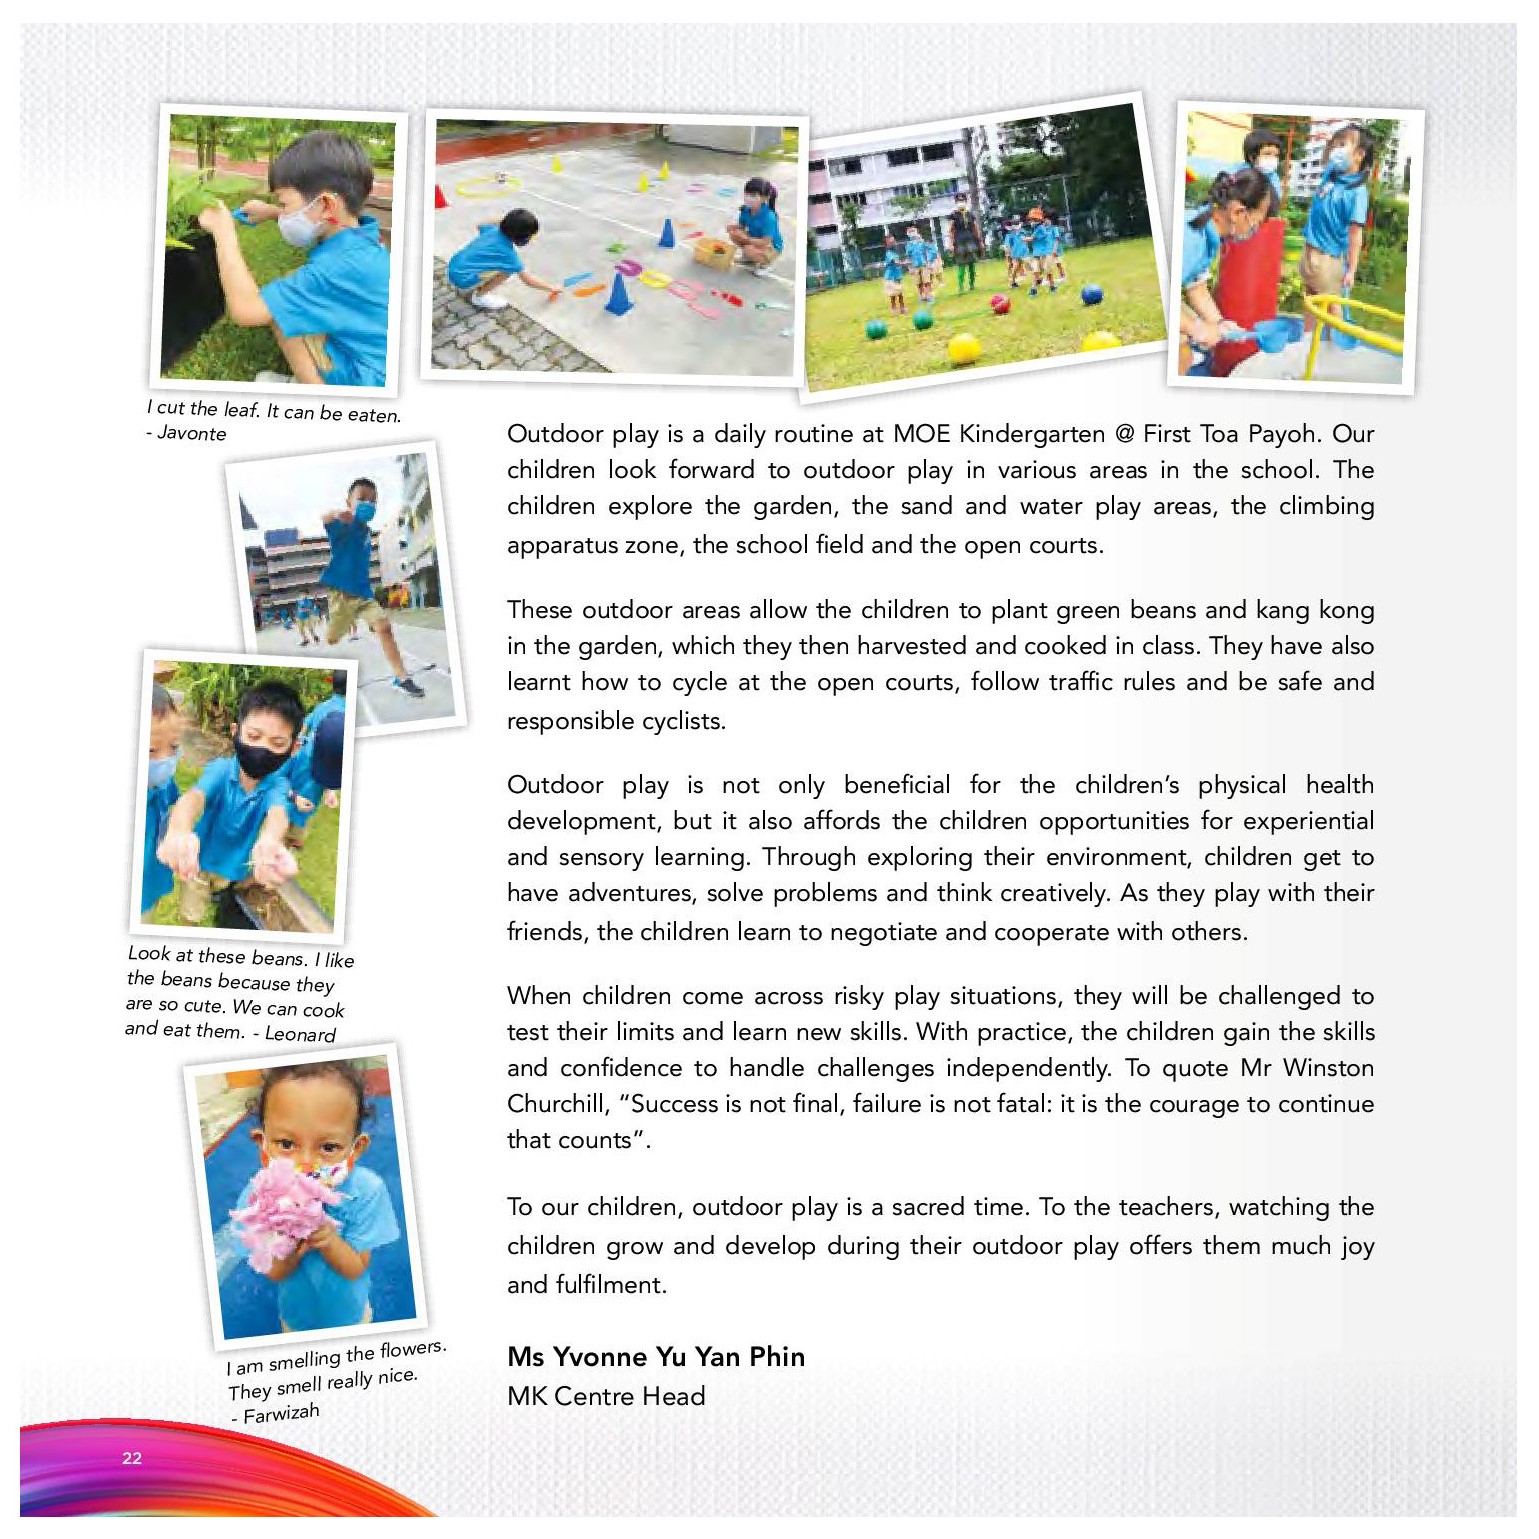 I cut the leaf. It can be eaten.
- Javonte
Outdoor play is a daily routine at MOE Kindergarten @ First Toa Payoh. Our
children look forward to outdoor play in various areas in the school. The
children explore the garden, the sand and water play areas, the climbing
apparatus zone, the school field and the open courts.
These outdoor areas allow the children to plant green beans and kang kong
in the garden, which they then harvested and cooked in class. They have also
learnt how to cycle at the open courts, follow traffic rules and be safe and
responsible cyclists.
Outdoor play is not only beneficial for the children’s physical health
development, but it also affords the children opportunities for experiential
and sensory learning. Through exploring their environment, children get to
have adventures, solve problems and think creatively. As they play with their
friends, the children learn to negotiate and cooperate with others.
Look at these beans. I like
the beans because they
are so cute. We can cook
and eat them. - Leonard
When children come across risky play situations, they will be challenged to
test their limits and learn new skills. With practice, the children gain the skills
and confidence to handle challenges independently. To quote Mr Winston
Churchill, “Success is not final, failure is not fatal: it is the courage to continue
that counts”.
To our children, outdoor play is a sacred time. To the teachers, watching the
children grow and develop during their outdoor play offers them much joy
and fulfilment.
I am smelling the flowers.
They smell really nice.
- Farwizah
Ms Yvonne Yu Yan Phin
MK Centre Head
22